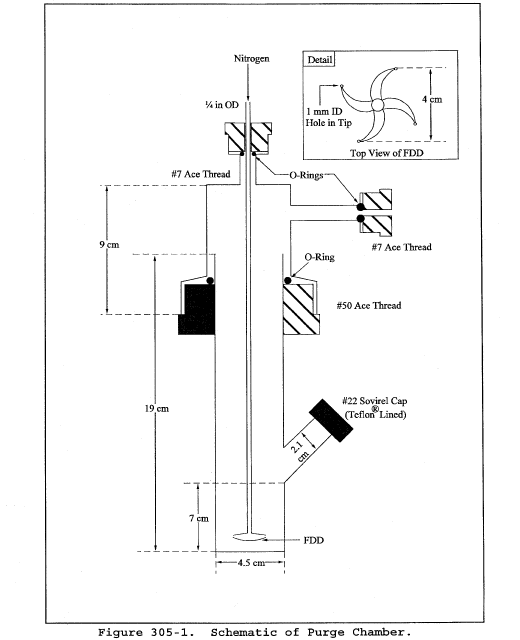 Nitrogen
Detail
¼ in OD
4 cm
1 mm ID
Hole in Tip
Top View of FDD
#7 Ace Thread
O-Rings
9 cm
#7 Ace Thread
O-Ring
#50 Ace Thread
19 cm
#22 Sovirel Cap
(Teflon® Lined)
2.1
cm
7 cm
FDD
4.5 cm
Figure 305-1. Schematic of Purge Chamber.